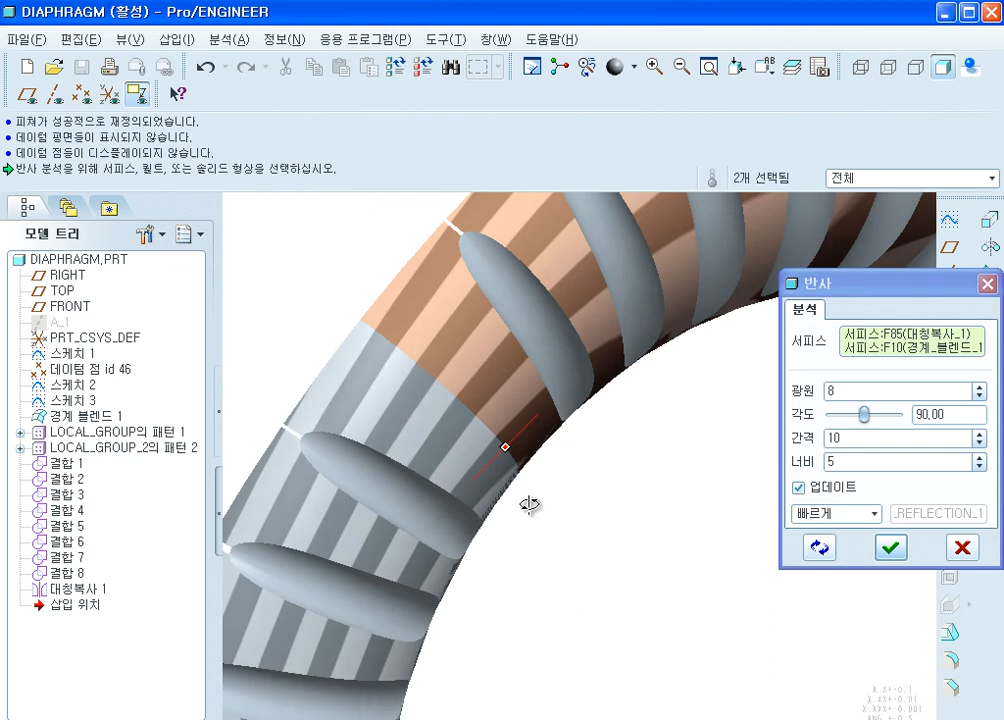 DIAPHRAGM (활성) - Pro/ENGINEER
파일(F) 편집(E) 뷰(V) 삽입(I) 분석(A) 정보(N) 응용 프로그램(P) 도구(T) 창(W) 도움말(H)
피쳐가 성공적으로 재정의되었습니다.
데이텀 평면들이 표시되지 않습니다.
데이텀 점들이 디스플레이되지 않습니다.
반사 분석을 위해 서피스, 퀼트, 또는 솔리드 형상을 선택하십시오.
2개 선택됨 전체
모델 트리
DIAPHRAGM,PRT
RIGHT
TOP
FRONT
A_1
PRT_CSYS_DEF
스케치 1
데이텀 점 id 46
스케치 2
스케치 3
경계 블렌드 1
LOCAL_GROUP의 패턴 1
LOCAL_GROUP_2의 패턴 2
결합 1
결합 2
결합 3
결합 4
결합 5
결합 6
결합 7
결합 8
대칭복사 1
삽입 위치
반사
분석
서피스 서피스:F85(대칭복사_1)
서피스:F10(경계_블렌드_1
광원 8
각도 90,00
간격 10
너비 5
업데이트
빠르게 .REFLECTION_1
X.X+-0.1
X.XX+-0.01
X.XXX+-0.001
ANG.+-0.5